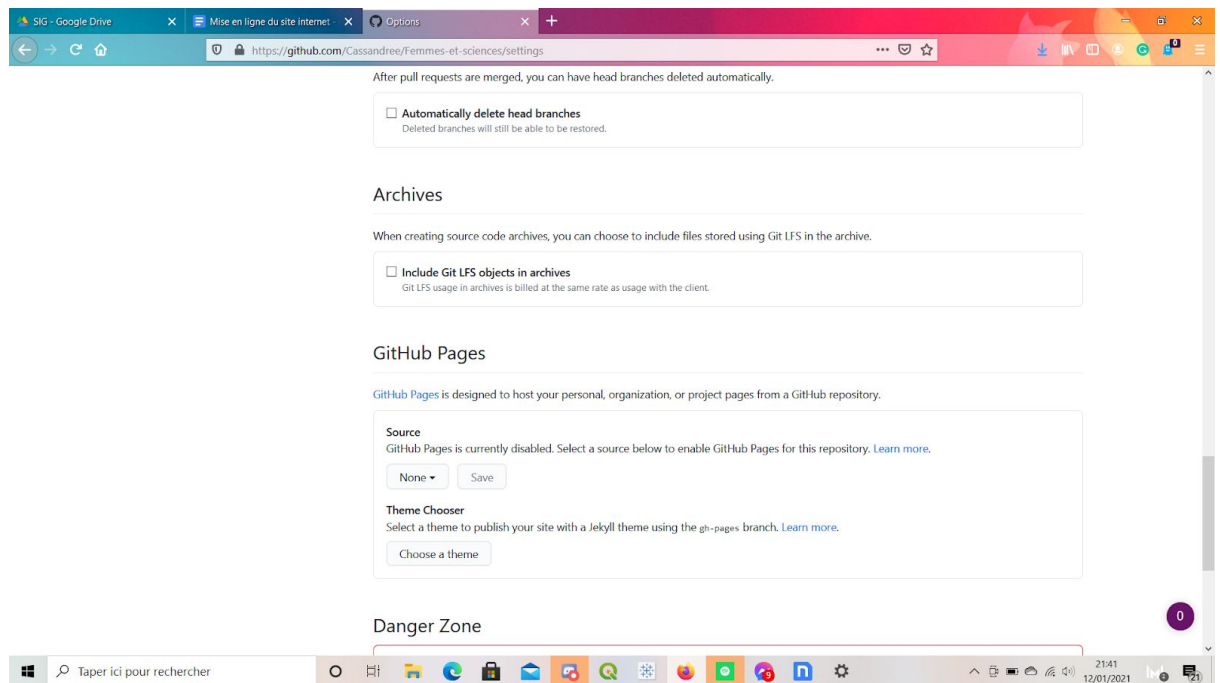 SIG - Google Drive
Mise en ligne du site internet -
Options
https://github.com/Cassandree/Femmes-et-sciences/settings
0
After pull requests are merged, you can have head branches deleted automatically.
Automatically delete head branches
Deleted branches will still be able to be restored.
Archives
When creating source code archives, you can choose to include files stored using Git LFS in the archive.
Include Git LFS objects in archives
Git LFS usage in archives is billed at the same rate as usage with the client.
GitHub Pages
GitHub Pages is designed to host your personal, organization, or project pages from a GitHub repository.
Source
GitHub Pages is currently disabled. Select a source below to enable GitHub Pages for this repository. Learn more.
None
Save
Theme Chooser
Select a theme to publish your site with a Jekyll theme using the gh-pages branch. Learn more.
Choose a theme
0
Danger Zone
Taper ici pour rechercher
21:41
12/01/2021